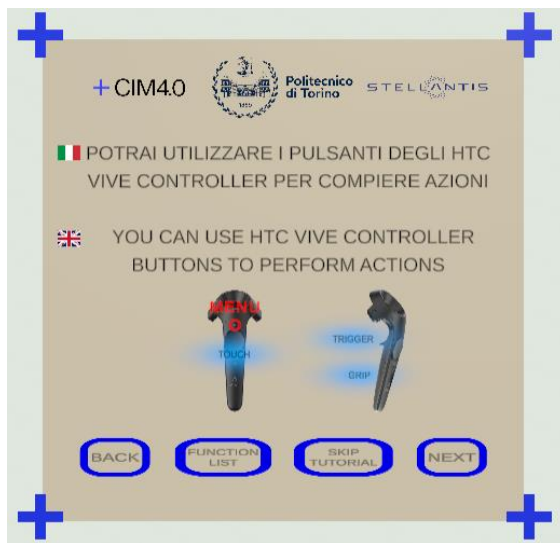 +CIM4.0
Politecnico
di Torino
STELLANTIS
POTRAI UTILIZZARE I PULSANTI DEGLI HTC
VIVE CONTROLLER PER COMPIERE AZIONI
YOU CAN USE HTC VIVE CONTROLLER
BUTTONS TO PERFORM ACTIONS
MENU
TOUCH
TRIGGER
GRIP
BACK
FUNCTION
LIST
SKIP
TUTORIAL
NEXT